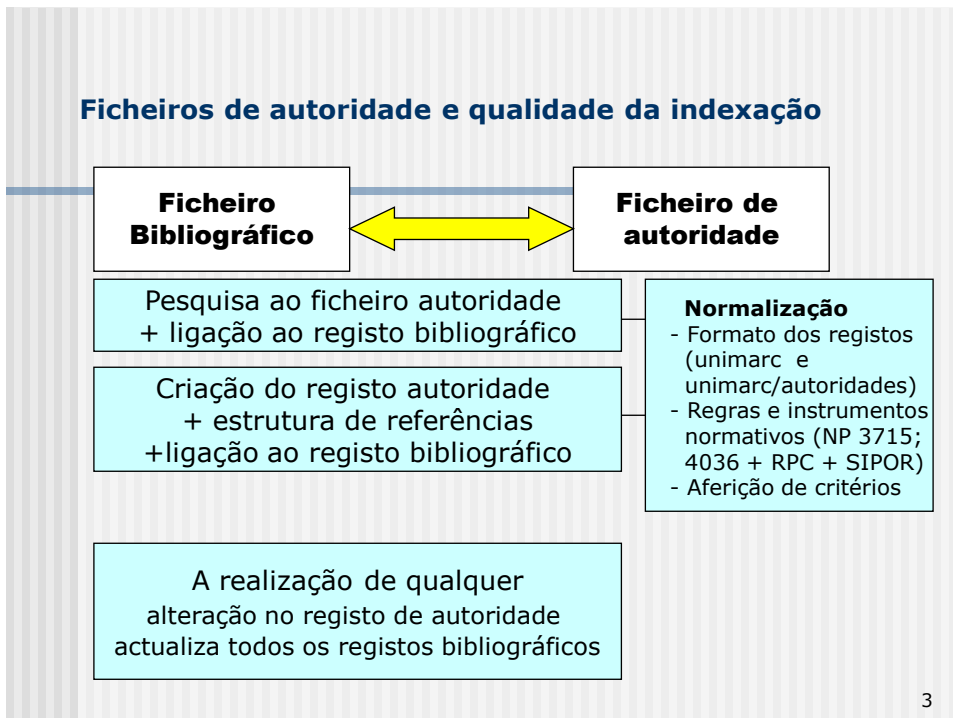 Ficheiros de autoridade e qualidade da indexação
Ficheiro
Bibliográfico
Ficheiro de
autoridade
Pesquisa ao ficheiro autoridade
+ ligação ao registo bibliográfico
Criação do registo autoridade
+ estrutura de referências
+ligação ao registo bibliográfico
Normalização
- Formato dos registos
(unimarc e
unimarc/autoridades)
- Regras e instrumentos
normativos (NP 3715;
4036 + RPC + SIPOR)
- Aferição de critérios
A realização de qualquer
alteração no registo de autoridade
actualiza todos os registos bibliográficos
3